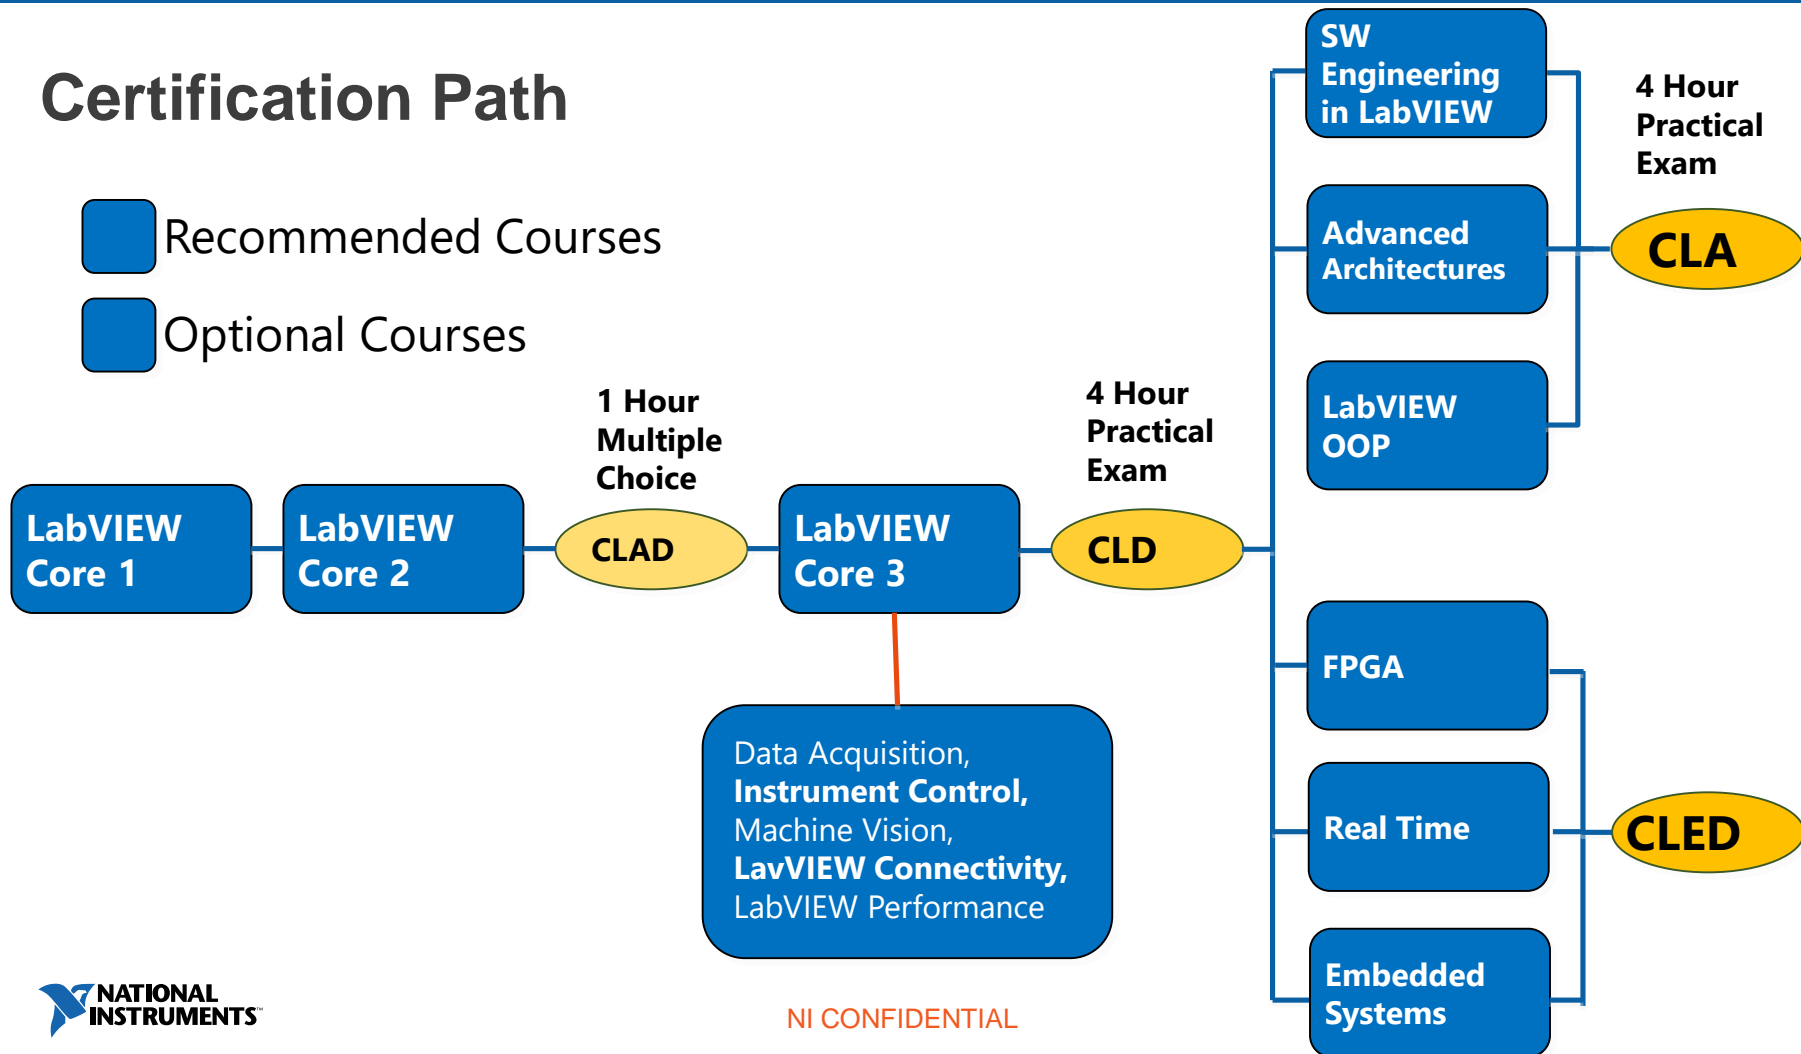 Certification Path
Recommended Courses
Optional Courses
LabVIEW
Core 1
LabVIEW
Core 2
1 Hour
Multiple
Choice
CLAD
LabVIEW
Core 3
Data Acquisition,
Instrument Control,
Machine Vision,
LavVIEW Connectivity,
LabVIEW Performance
4 Hour
Practical
Exam
CLD
SW
Engineering
in LabVIEW
Advanced
Architectures
LabVIEW
OOP
4 Hour
Practical
Exam
CLA
FPGA
Real Time
Embedded
Systems
CLED
NATIONAL
INSTRUMENTS™
NI CONFIDENTIAL